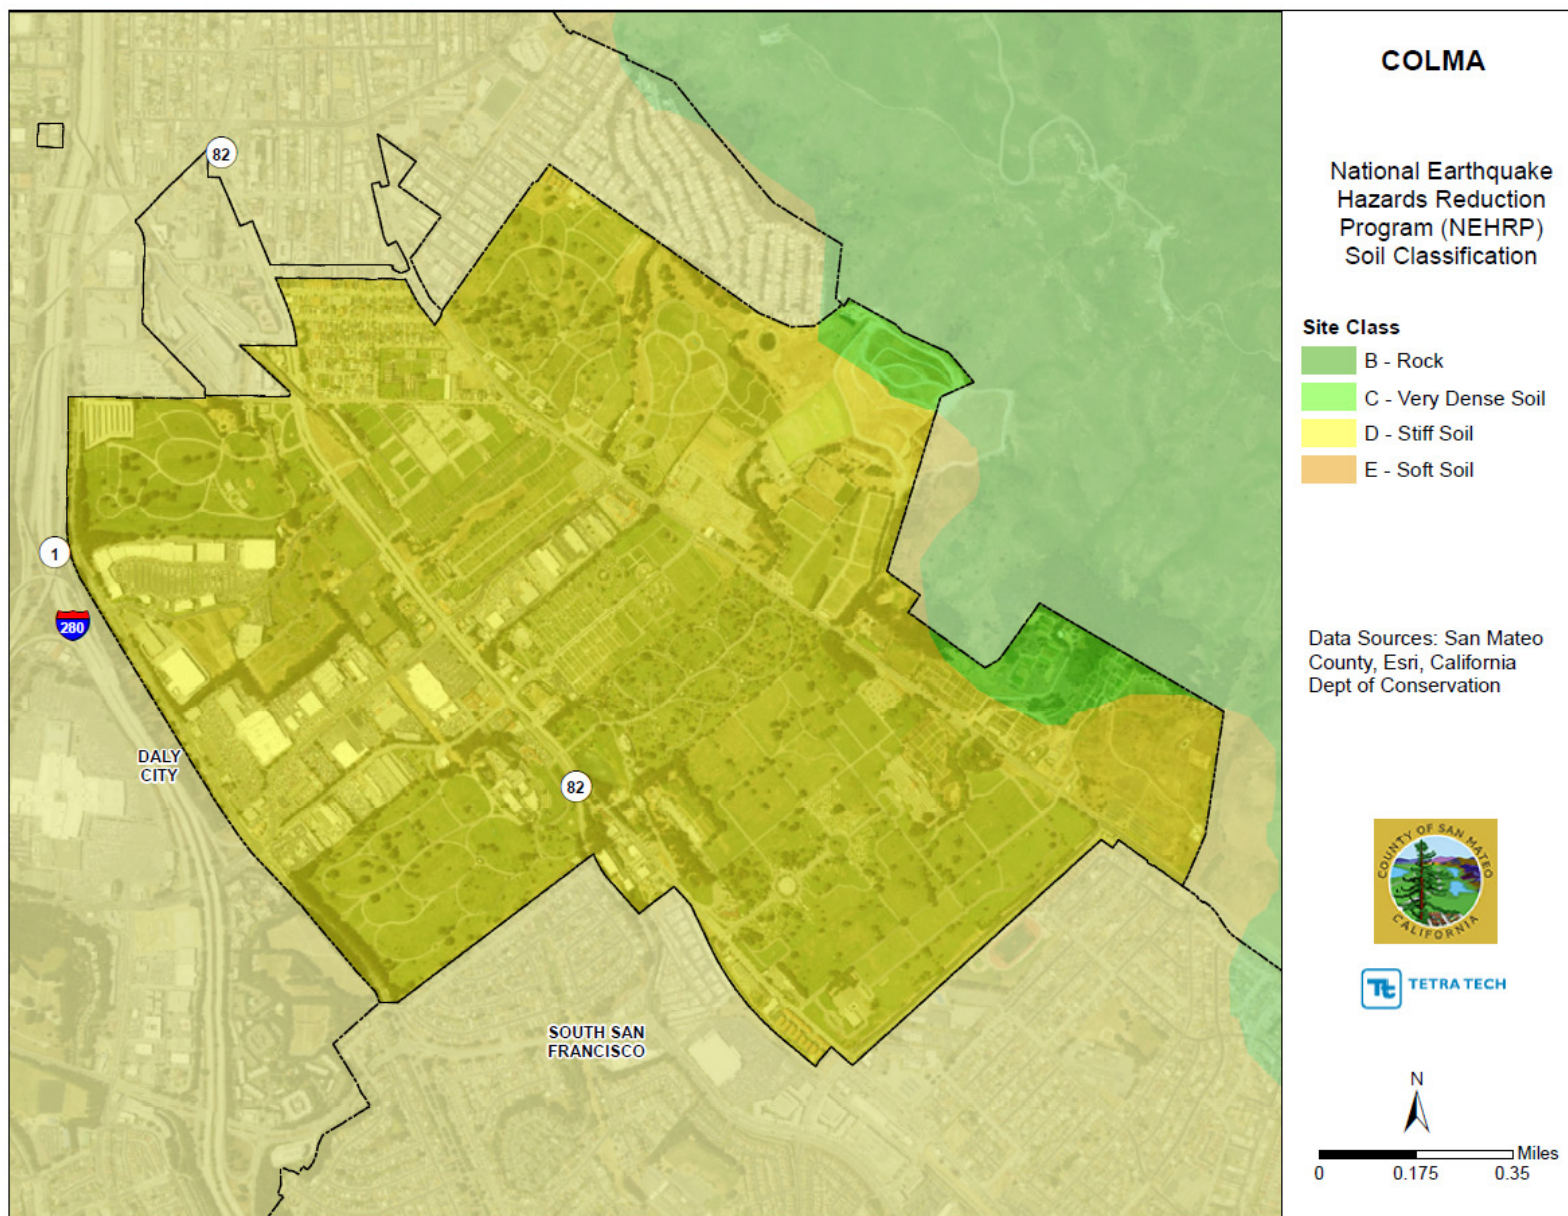 COLMA
National Earthquake
Hazards Reduction
Program (NEHRP)
Soil Classification
Site Class
B - Rock
C - Very Dense Soil
D - Stiff Soil
E - Soft Soil
Data Sources: San Mateo
County, Esri, California
Dept of Conservation
COUNTY OF SAN MATEO
CALIFORNIA
Tt
TETRA TECH
N
Miles
0
0.175
0.35
82
1
280
DALY
CITY
82
SOUTH SAN
FRANCISCO